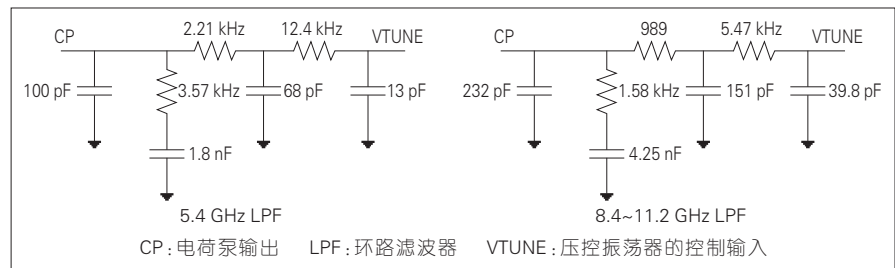 2.21 kHz 12.4 kHz 989 5.47 kHz
CP VTUNE CP VTUNE
100 pF 3.57 kHz 68 pF 13 pF 232 pF 1.58 kHz 151 pF 39.8 pF
1.8 nF 4.25 nF
5.4 GHz LPF 8.4~11.2 GHz LPF
CP:电荷泵输出 LPF:环路滤波器 VTUNE:压控振荡器的控制输入